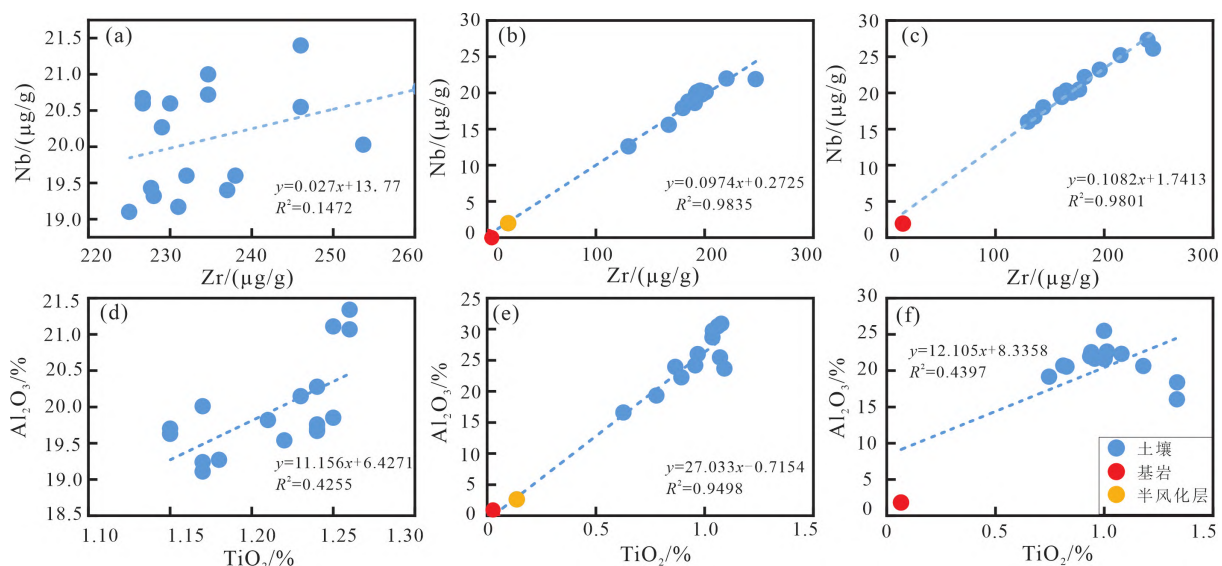 (a)
Nb/(μg/g)
21.5
21.0
20.5
20.0
19.5
19.0
y=0.027x+13.77
R²=0.1472
220 230 240 250 260
Zr/(μg/g)
(b)
Nb/(μg/g)
30
25
20
15
10
5
0
y=0.0974x+0.2725
R²=0.9835
0 100 200 300
Zr/(μg/g)
(c)
Nb/(μg/g)
30
25
20
15
10
5
0
y=0.1082x+1.7413
R²=0.9801
0 100 200 300
Zr/(μg/g)
(d)
Al₂O₃/%
21.5
21.0
20.5
20.0
19.5
19.0
18.5
y=11.156x+6.4271
R²=0.4255
1.10 1.15 1.20 1.25 1.30
TiO₂/%
(e)
Al₂O₃/%
35
30
25
20
15
10
5
0
y=27.033x−0.7154
R²=0.9498
0 0.5 1.0 1.5
TiO₂/%
(f)
Al₂O₃/%
30
25
20
15
10
5
0
y=12.105x+8.3358
R²=0.4397
土壤
基岩
半风化层
0 0.5 1.0 1.5
TiO₂/%